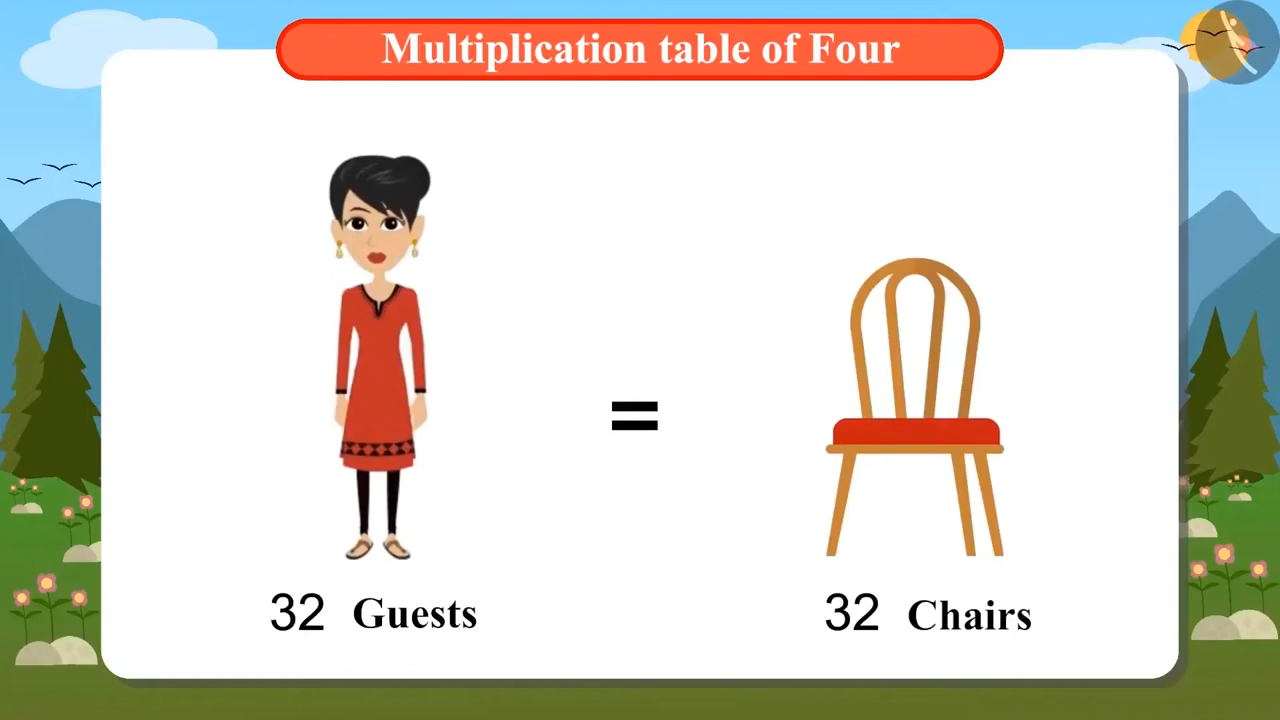 Multiplication table of Four
=
32 Guests
32 Chairs